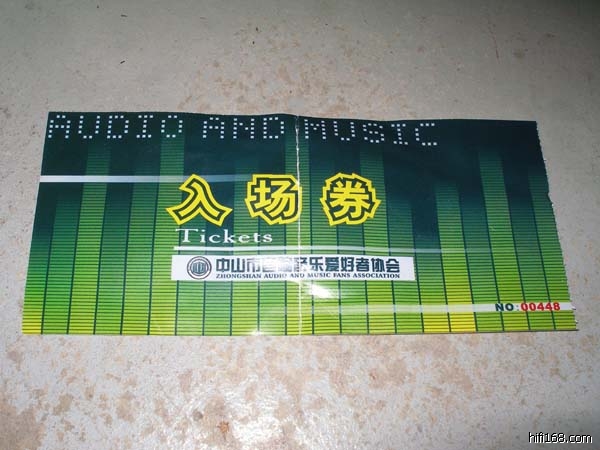 AUDIO AND MUSIC
入场券
Tickets
中山市音响音乐爱好者协会
ZHONGSHAN AUDIO AND MUSIC FANS ASSOCIATION
NO:00448
hifi168.com